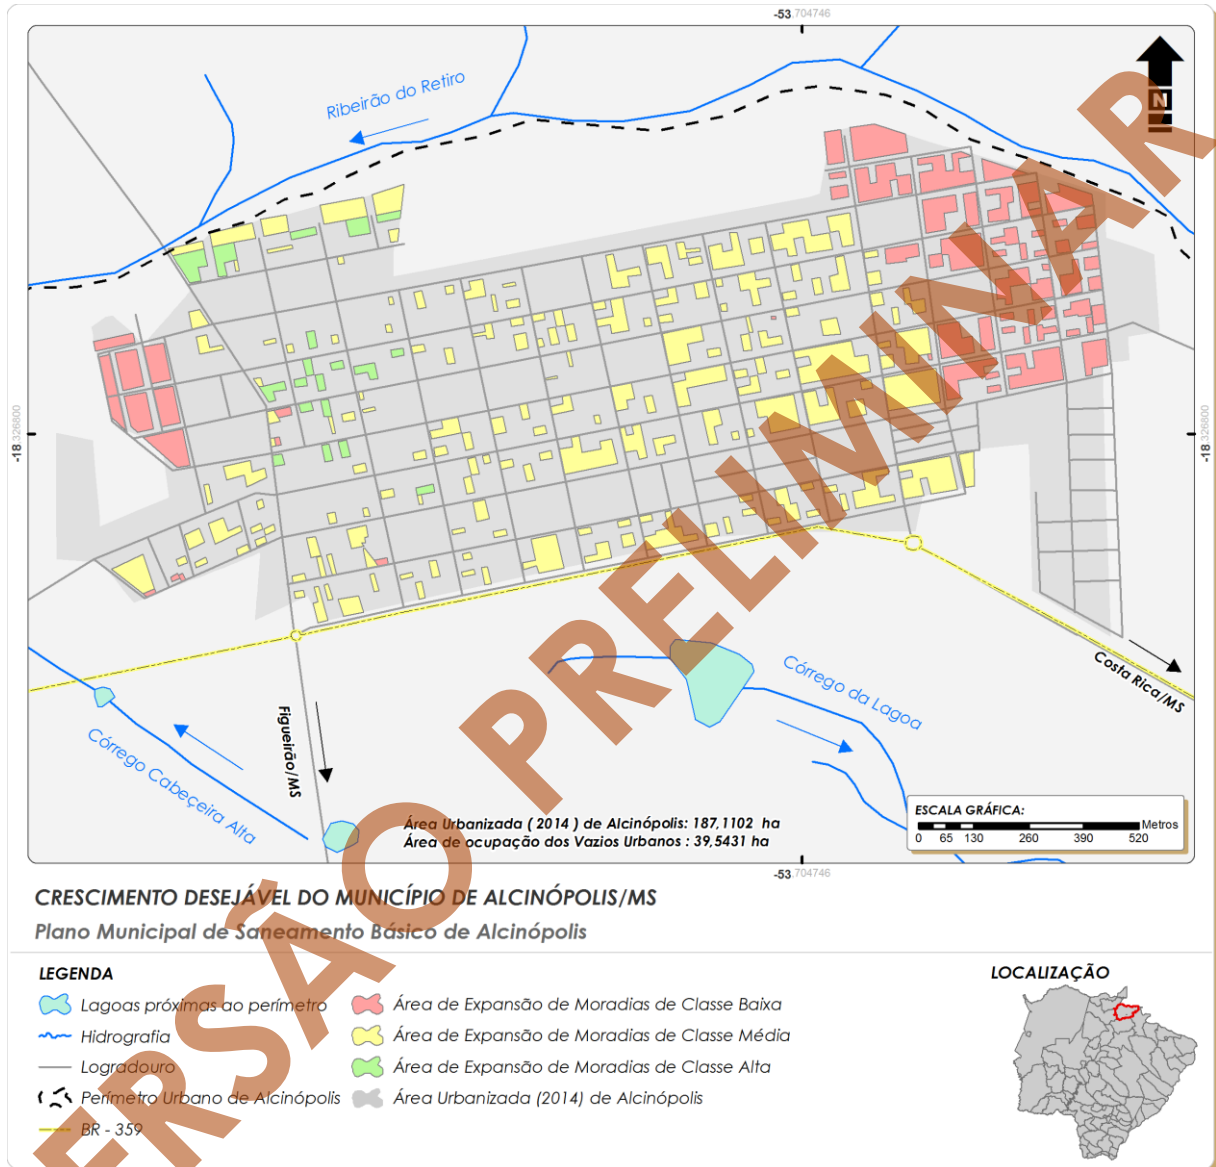 -53.704746
Ribeirão do Retiro
N
-18.326800
-18.326800
Costa Rica/MS
Córrego da Lagoa
Figueirão/MS
Córrego Cabeçeira Alta
Área Urbanizada ( 2014 ) de Alcinópolis: 187,1102 ha
Área de ocupação dos Vazios Urbanos : 39,5431 ha
ESCALA GRÁFICA:
Metros
0 65 130 260 390 520
-53.704746
CRESCIMENTO DESEJÁVEL DO MUNICÍPIO DE ALCINÓPOLIS/MS
Plano Municipal de Saneamento Básico de Alcinópolis
LEGENDA
Lagoas próximas ao perímetro
Hidrografia
Logradouro
Perímetro Urbano de Alcinópolis
BR - 359
Área de Expansão de Moradias de Classe Baixa
Área de Expansão de Moradias de Classe Média
Área de Expansão de Moradias de Classe Alta
Área Urbanizada (2014) de Alcinópolis
LOCALIZAÇÃO
ERSÃO PRELIMINAR